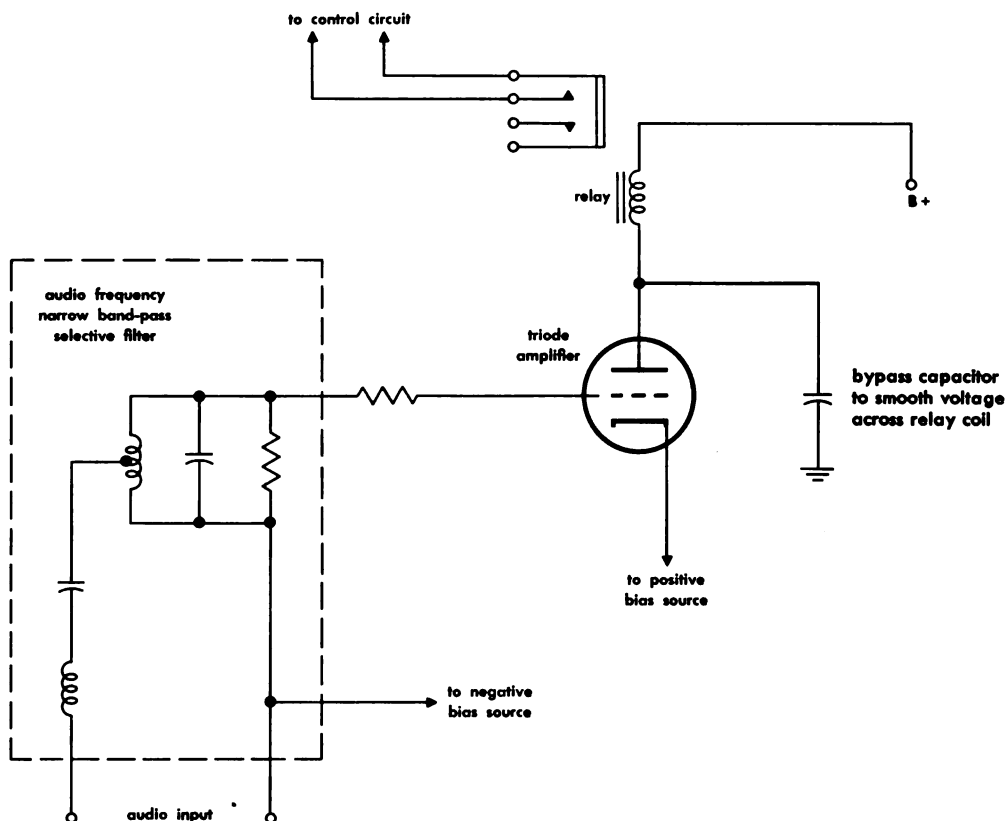 to control circuit
relay
B +
audio frequency
narrow band-pass
selective filter
triode
amplifier
bypass capacitor
to smooth voltage
across relay coil
to positive
bias source
to negative
bias source
audio input